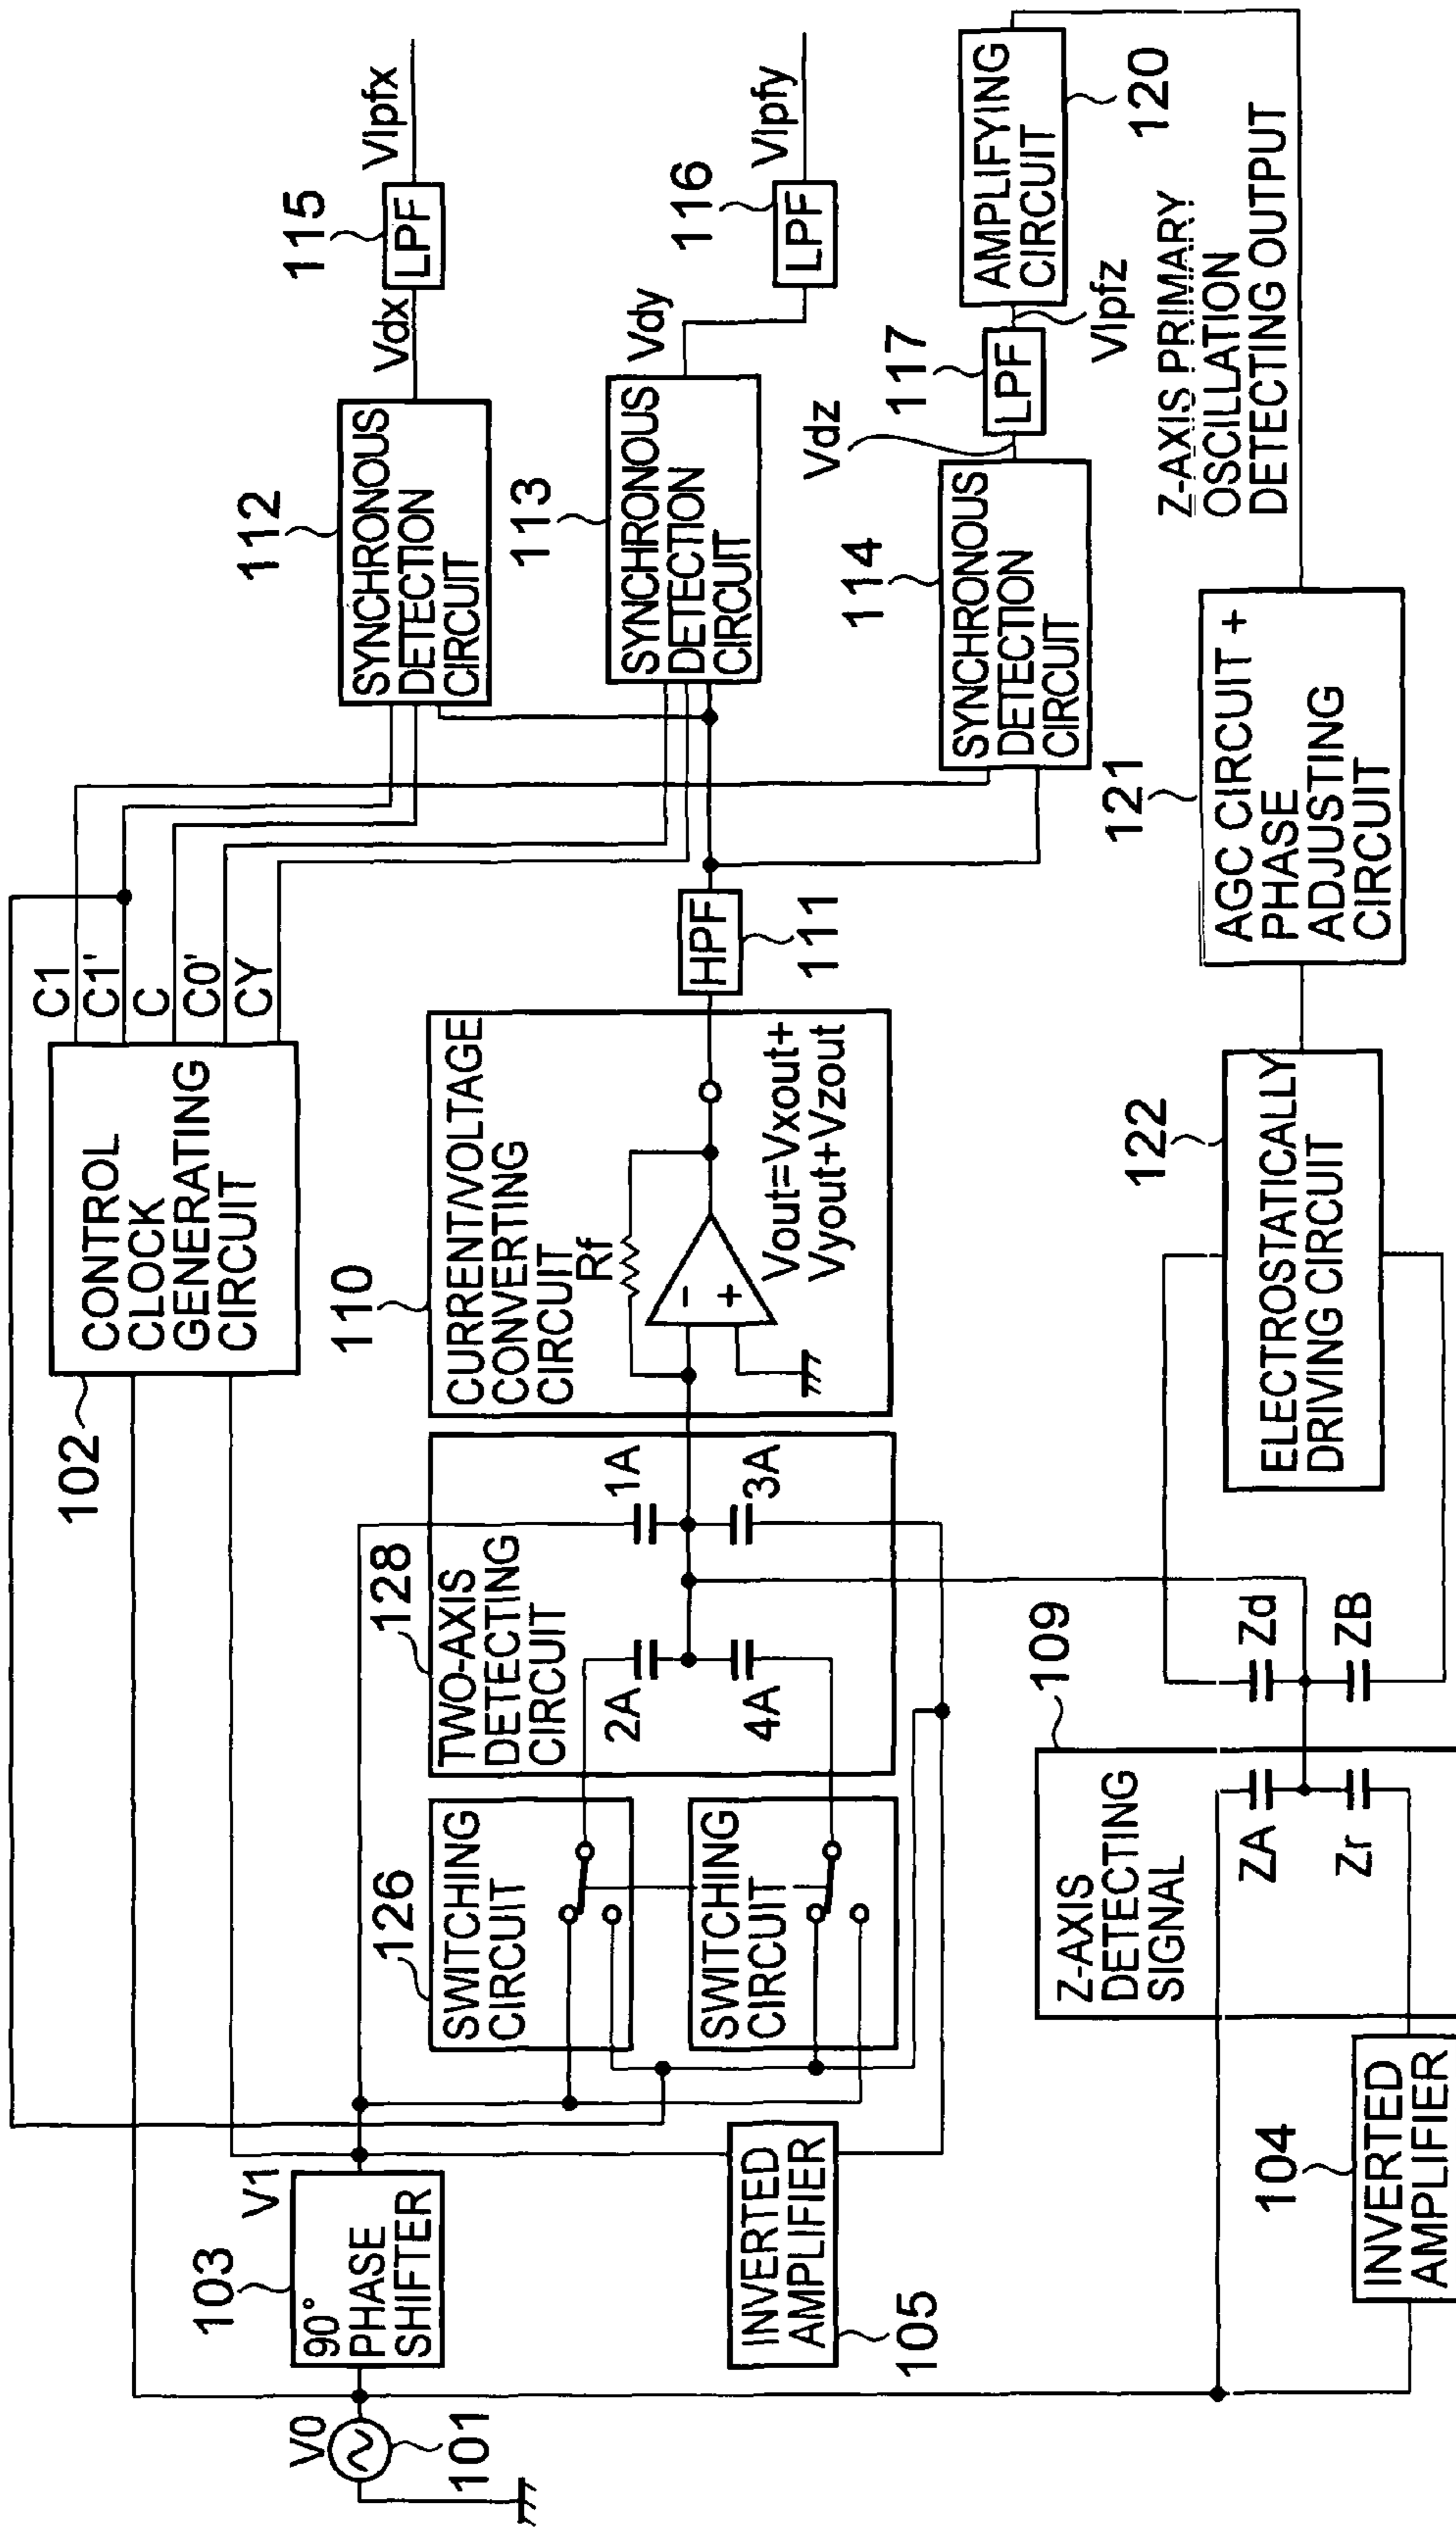 V0
101
103
V1
90°
PHASE
SHIFTER
102
CONTROL
CLOCK
GENERATING
CIRCUIT
C1
C1'
C
C0'
CY
INVERTED
AMPLIFIER
105
126
SWITCHING
CIRCUIT
SWITCHING
CIRCUIT
128
TWO-AXIS
DETECTING
CIRCUIT
2A
1A
4A
3A
110
CURRENT/VOLTAGE
CONVERTING
CIRCUIT
Rf
-
+
Vout=Vxout+
Vyout+Vzout
HPF
111
112
SYNCHRONOUS
DETECTION
CIRCUIT
Vdx
115
LPF
Vlpfx
113
SYNCHRONOUS
DETECTION
CIRCUIT
Vdy
116
LPF
Vlpfy
114
SYNCHRONOUS
DETECTION
CIRCUIT
Vdz
117
LPF
Vlpfz
AMPLIFYING
CIRCUIT
120
Z-AXIS PRIMARY
OSCILLATION
DETECTING OUTPUT
104
INVERTED
AMPLIFIER
109
Z-AXIS
DETECTING
SIGNAL
ZA
Zr
Zd
ZB
122
ELECTROSTATICALLY
DRIVING CIRCUIT
121
AGC CIRCUIT +
PHASE
ADJUSTING
CIRCUIT